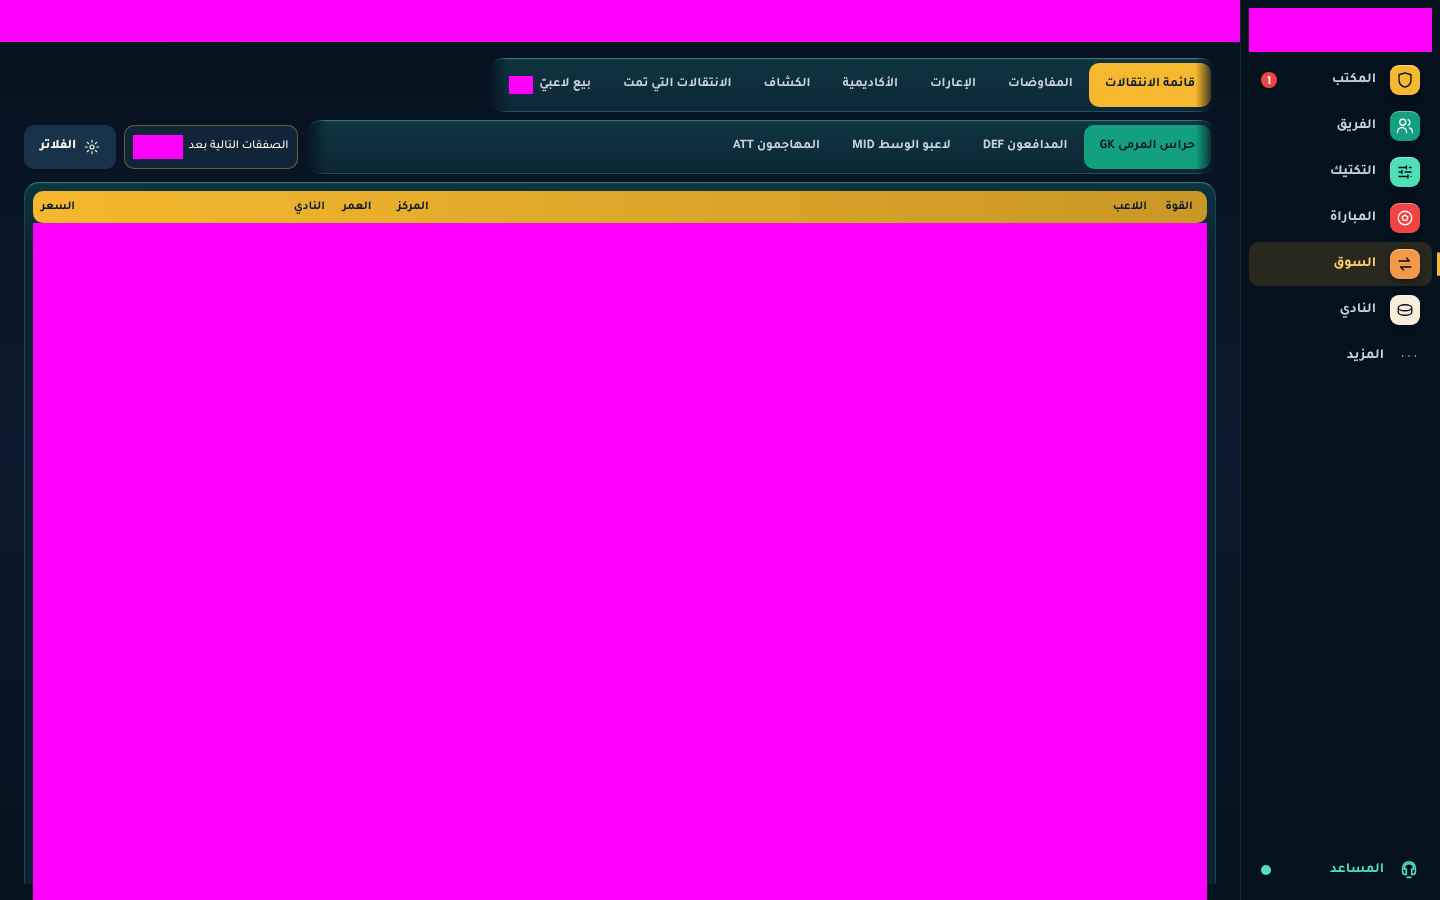 المكتب
1
الفريق
التكتيك
المباراة
السوق
النادي
المزيد
المساعد
قائمة الانتقالات
المفاوضات
الإعارات
الأكاديمية
الكشاف
الانتقالات التي تمت
بيع لاعبيّ
حراس المرمى GK
المدافعون DEF
لاعبو الوسط MID
المهاجمون ATT
الصفقات التالية بعد
الفلاتر
القوة
اللاعب
المركز
العمر
النادي
السعر